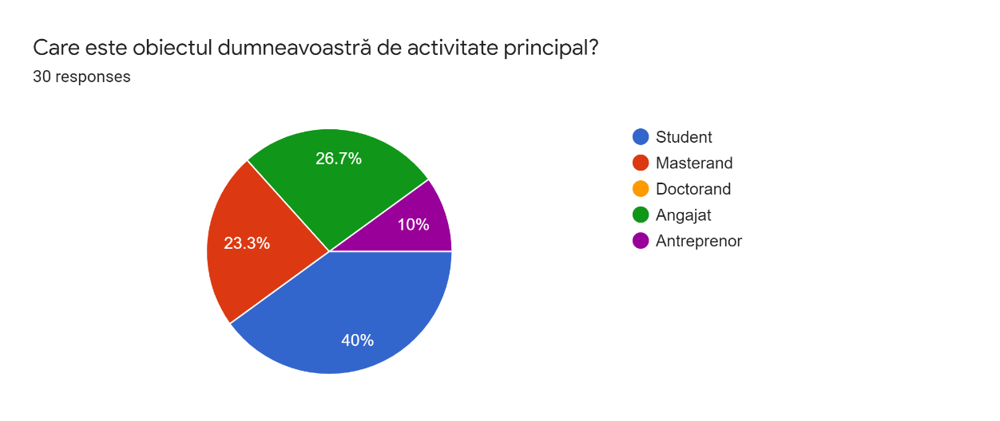 Care este obiectul dumneavoastră de activitate principal?
30 responses
26.7%
10%
23.3%
40%
Student
Masterand
Doctorand
Angajat
Antreprenor